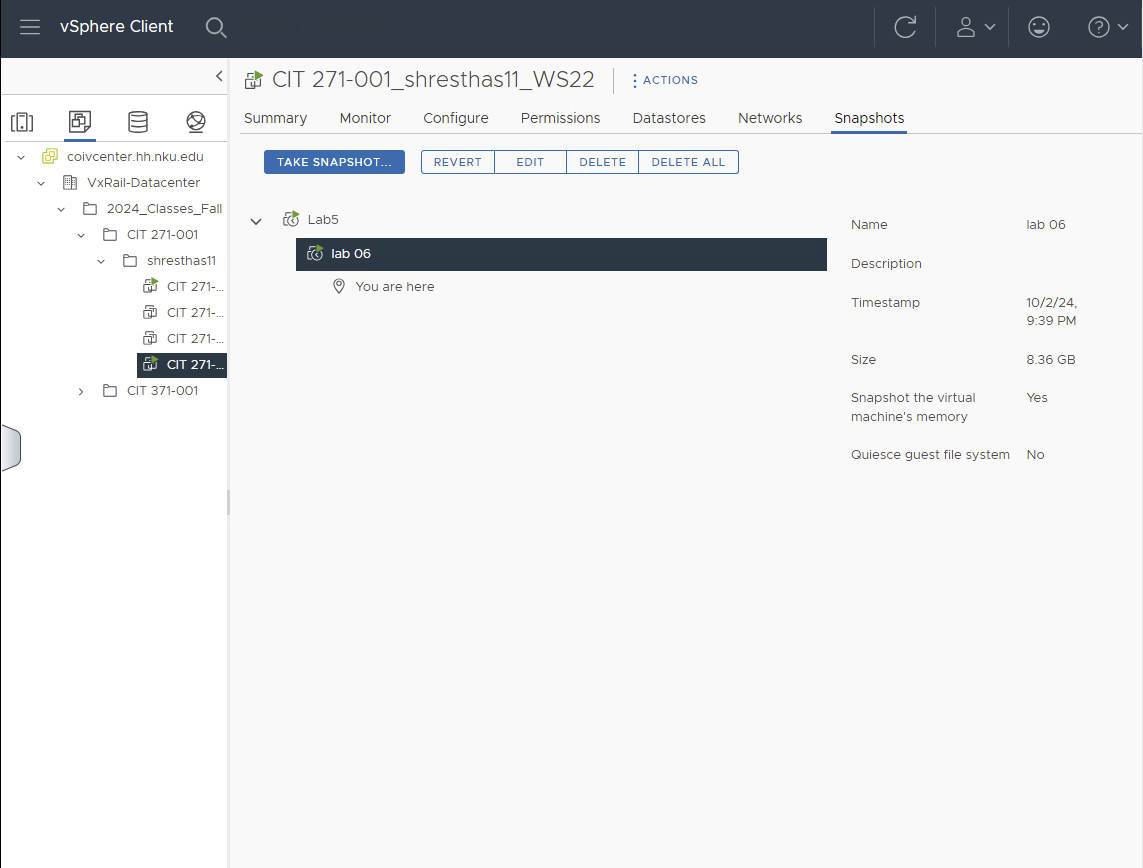 vSphere Client
CIT 271-001_shresthas11_WS22
ACTIONS
Summary
Monitor
Configure
Permissions
Datastores
Networks
Snapshots
coivcenter.hh.nku.edu
VxRail-Datacenter
2024_Classes_Fall
CIT 271-001
shresthas11
CIT 271-...
CIT 271-...
CIT 271-...
CIT 271-...
CIT 371-001
TAKE SNAPSHOT...
REVERT
EDIT
DELETE
DELETE ALL
Lab5
lab 06
You are here
Name
lab 06
Description
Timestamp
10/2/24,
9:39 PM
Size
8.36 GB
Snapshot the virtual
machine's memory
Yes
Quiesce guest file system
No